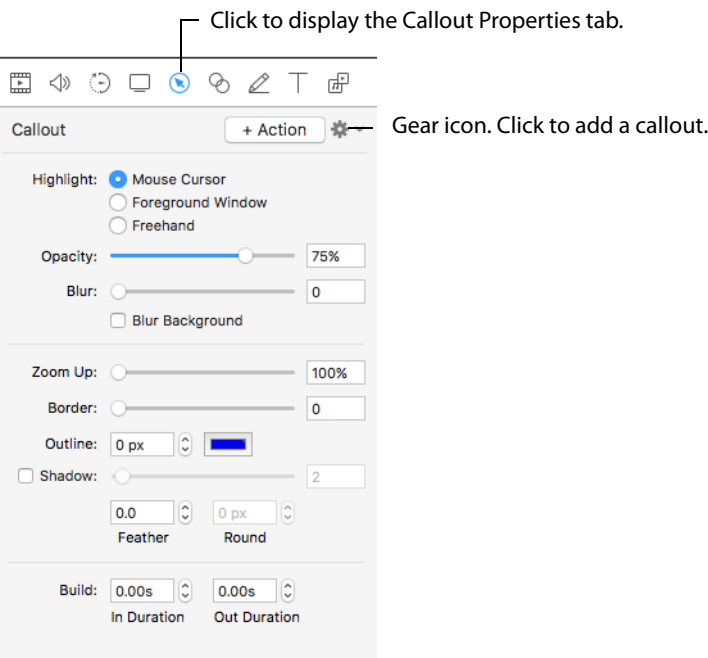 Click to display the Callout Properties tab.
Callout
+ Action
Gear icon. Click to add a callout.
Highlight: Mouse Cursor
Foreground Window
Freehand
Opacity: 75%
Blur: 0
Blur Background
Zoom Up: 100%
Border: 0
Outline: 0 px
Shadow: 2
0.0 0 px
Feather Round
Build: 0.00s 0.00s
In Duration Out Duration